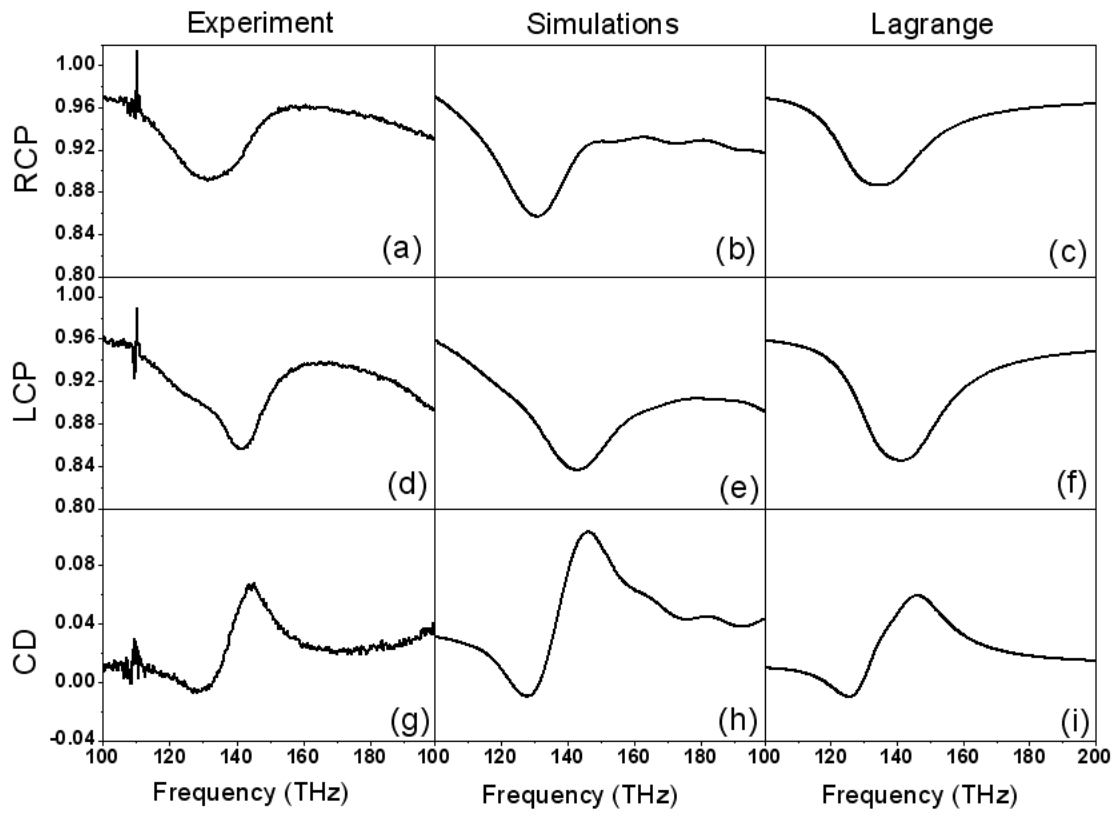 Experiment Simulations Lagrange
RCP
1.00
0.96
0.92
0.88
0.84
0.80
(a) (b) (c)
LCP
1.00
0.96
0.92
0.88
0.84
0.80
(d) (e) (f)
CD
0.08
0.04
0.00
-0.04
(g) (h) (i)
100 120 140 160 180 100 120 140 160 180 100 120 140 160 180 200
Frequency (THz) Frequency (THz) Frequency (THz)